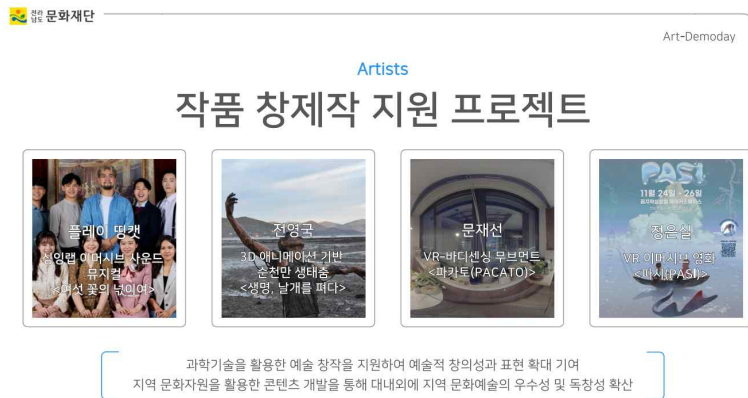 전라
남도 문화재단
Art-Demoday
Artists
작품 창제작 지원 프로젝트
플레이 띵캣
싱잉랩 이머시브 사운드
뮤지컬
<여섯 꽃의 넋이여>
전영국
3D 애니메이션 기반
순천만 생태춤
<생명, 날개를 펴다>
문재선
VR-바디센싱 무브먼트
<파카토(PACATO)>
PASI
11월 24일 - 26일
정은실
VR 이머시브 영화
<파시(PASI)>
과학기술을 활용한 예술 창작을 지원하여 예술적 창의성과 표현 확대 기여
지역 문화자원을 활용한 콘텐츠 개발을 통해 대내외에 지역 문화예술의 우수성 및 독창성 확산